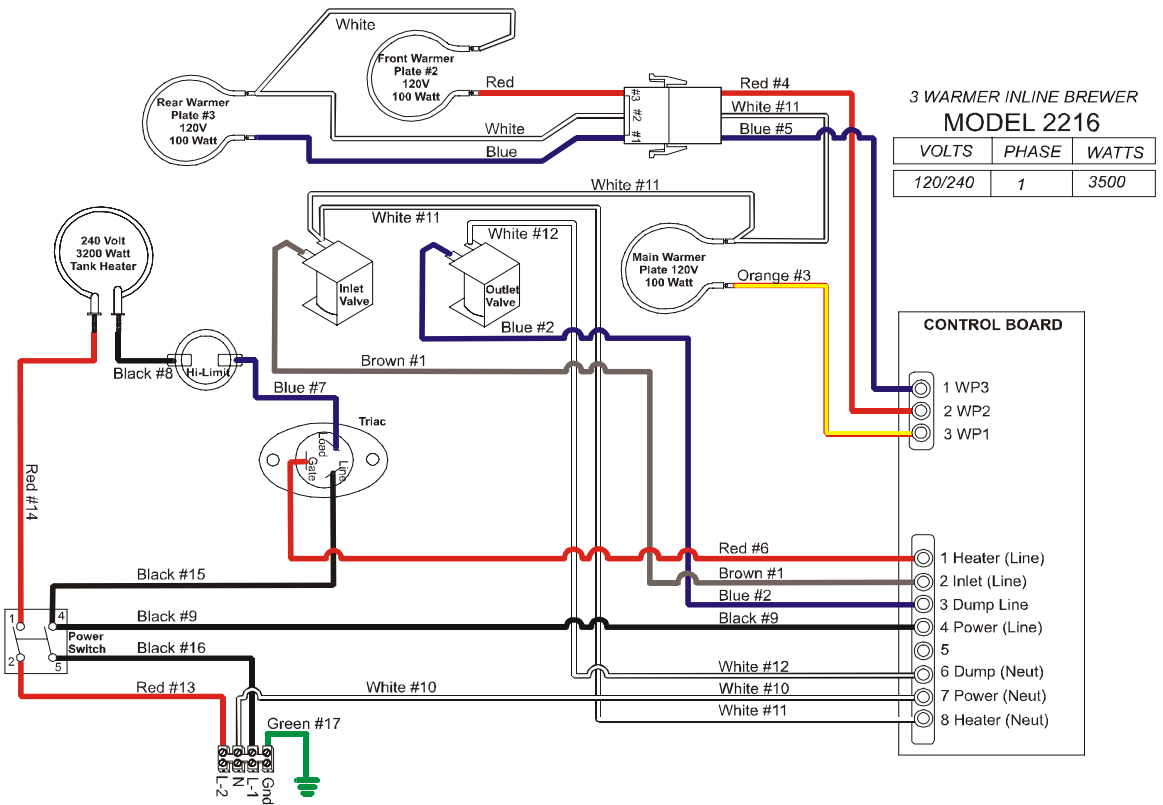 White
Front Warmer
Plate #2
120V
100 Watt
Rear Warmer
Plate #3
120V
100 Watt
Red
White
Blue
#3
#2
#1
Red #4
White #11
Blue #5
3 WARMER INLINE BREWER
MODEL 2216
VOLTS PHASE WATTS
120/240 1 3500
White #11
White #11
White #12
240 Volt
3200 Watt
Tank Heater
Inlet
Valve
Outlet
Valve
Main Warmer
Plate 120V
100 Watt
Orange #3
Blue #2
Brown #1
Black #8
Hi-Limit
Blue #7
Triac
Load
Gate
Line
Red #14
CONTROL BOARD
1 WP3
2 WP2
3 WP1
Red #6
Brown #1
Blue #2
Black #9
1 Heater (Line)
2 Inlet (Line)
3 Dump Line
4 Power (Line)
5
6 Dump (Neut)
7 Power (Neut)
8 Heater (Neut)
Black #15
Black #9
Black #16
Red #13
1
4
2
5
Power
Switch
White #10
White #12
White #10
White #11
Green #17
L-2
N
L-1
Gnd